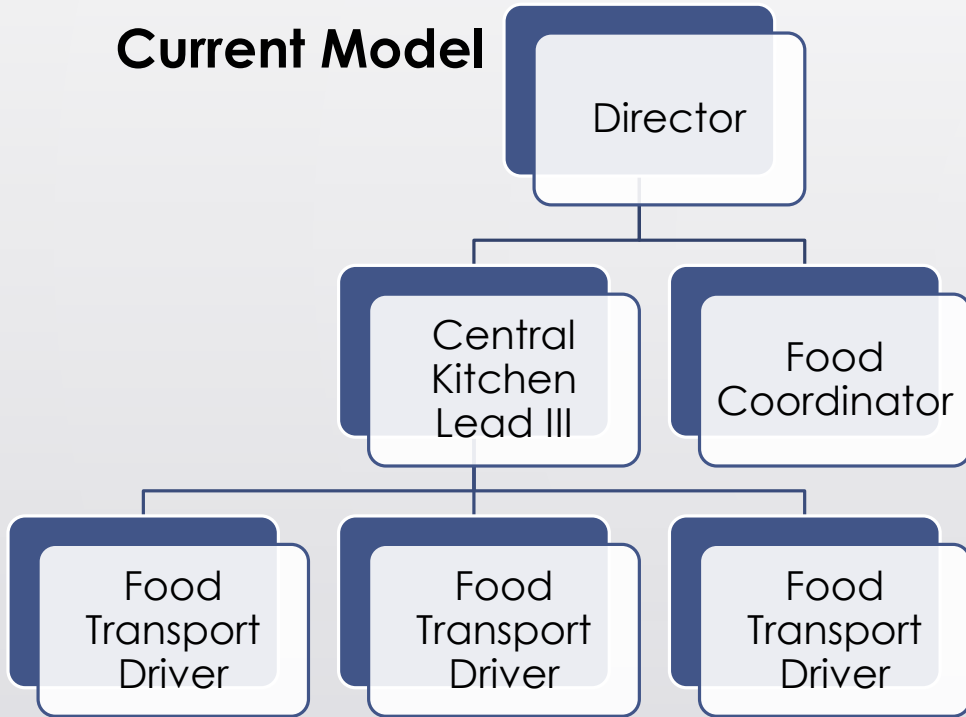 Current Model
Director
Central
Kitchen
Lead III
Food
Coordinator
Food
Transport
Driver
Food
Transport
Driver
Food
Transport
Driver